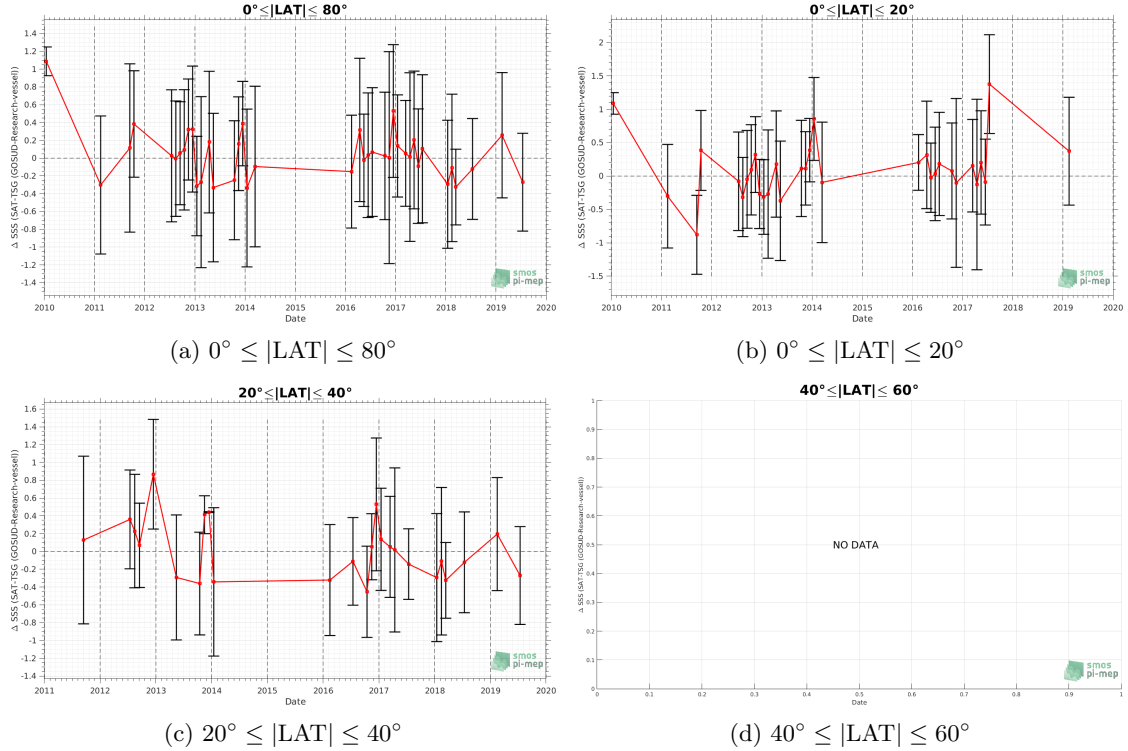 0°≤|LAT|≤ 80°
Δ SSS (SAT-TSG (GOSUD-Research-vessel))
1.4
1.2
1
0.8
0.6
0.4
0.2
0
-0.2
-0.4
-0.6
-0.8
-1
-1.2
-1.4
2010 2011 2012 2013 2014 2015 2016 2017 2018 2019 2020
Date
smos
pi-mep
(a) 0° ≤ |LAT| ≤ 80°
0°≤|LAT|≤ 20°
Δ SSS (SAT-TSG (GOSUD-Research-vessel))
2
1.5
1
0.5
0
-0.5
-1
-1.5
2010 2011 2012 2013 2014 2015 2016 2017 2018 2019 2020
Date
smos
pi-mep
(b) 0° ≤ |LAT| ≤ 20°
20°≤|LAT|≤ 40°
Δ SSS (SAT-TSG (GOSUD-Research-vessel))
1.6
1.4
1.2
1
0.8
0.6
0.4
0.2
0
-0.2
-0.4
-0.6
-0.8
-1
-1.2
-1.4
2011 2012 2013 2014 2015 2016 2017 2018 2019 2020
Date
smos
pi-mep
(c) 20° ≤ |LAT| ≤ 40°
40°≤|LAT|≤ 60°
Δ SSS (SAT-TSG (GOSUD-Research-vessel))
1
0.9
0.8
0.7
0.6
0.5
0.4
0.3
0.2
0.1
0
NO DATA
0 0.1 0.2 0.3 0.4 0.5 0.6 0.7 0.8 0.9 1
Date
smos
pi-mep
(d) 40° ≤ |LAT| ≤ 60°